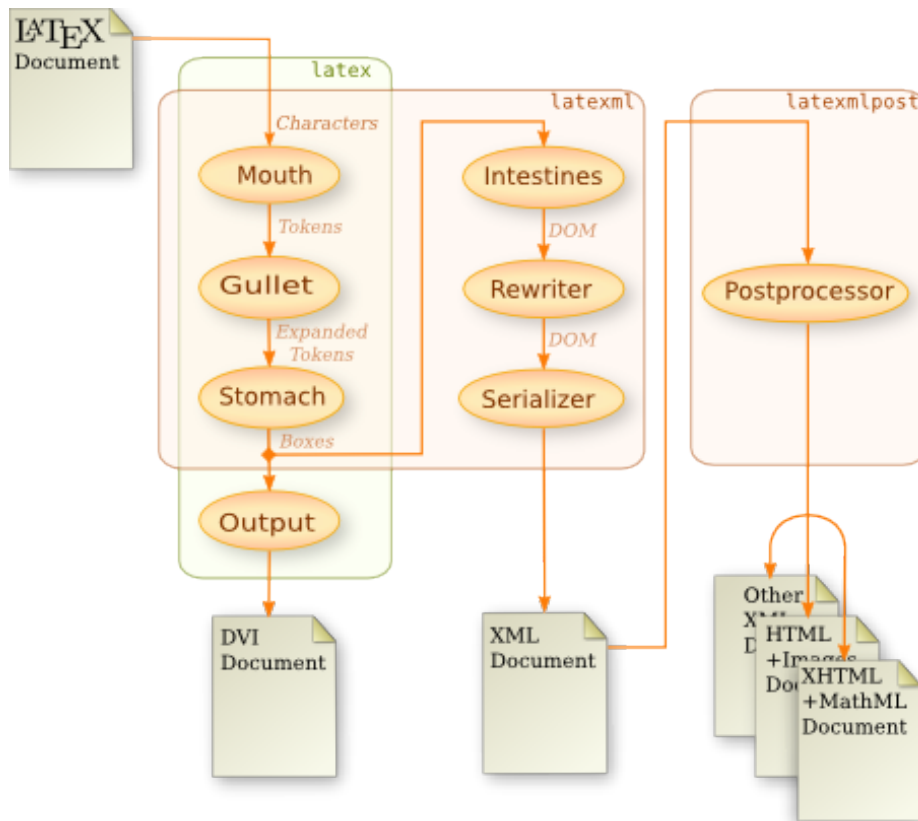 LATEX
Document
latex
latexml
latexmlpost
Characters
Mouth
Tokens
Gullet
Expanded
Tokens
Stomach
Boxes
Output
DVI
Document
Intestines
DOM
Rewriter
DOM
Serializer
XML
Document
Postprocessor
Other
HTML
+Images
XHTML
+MathML
Document